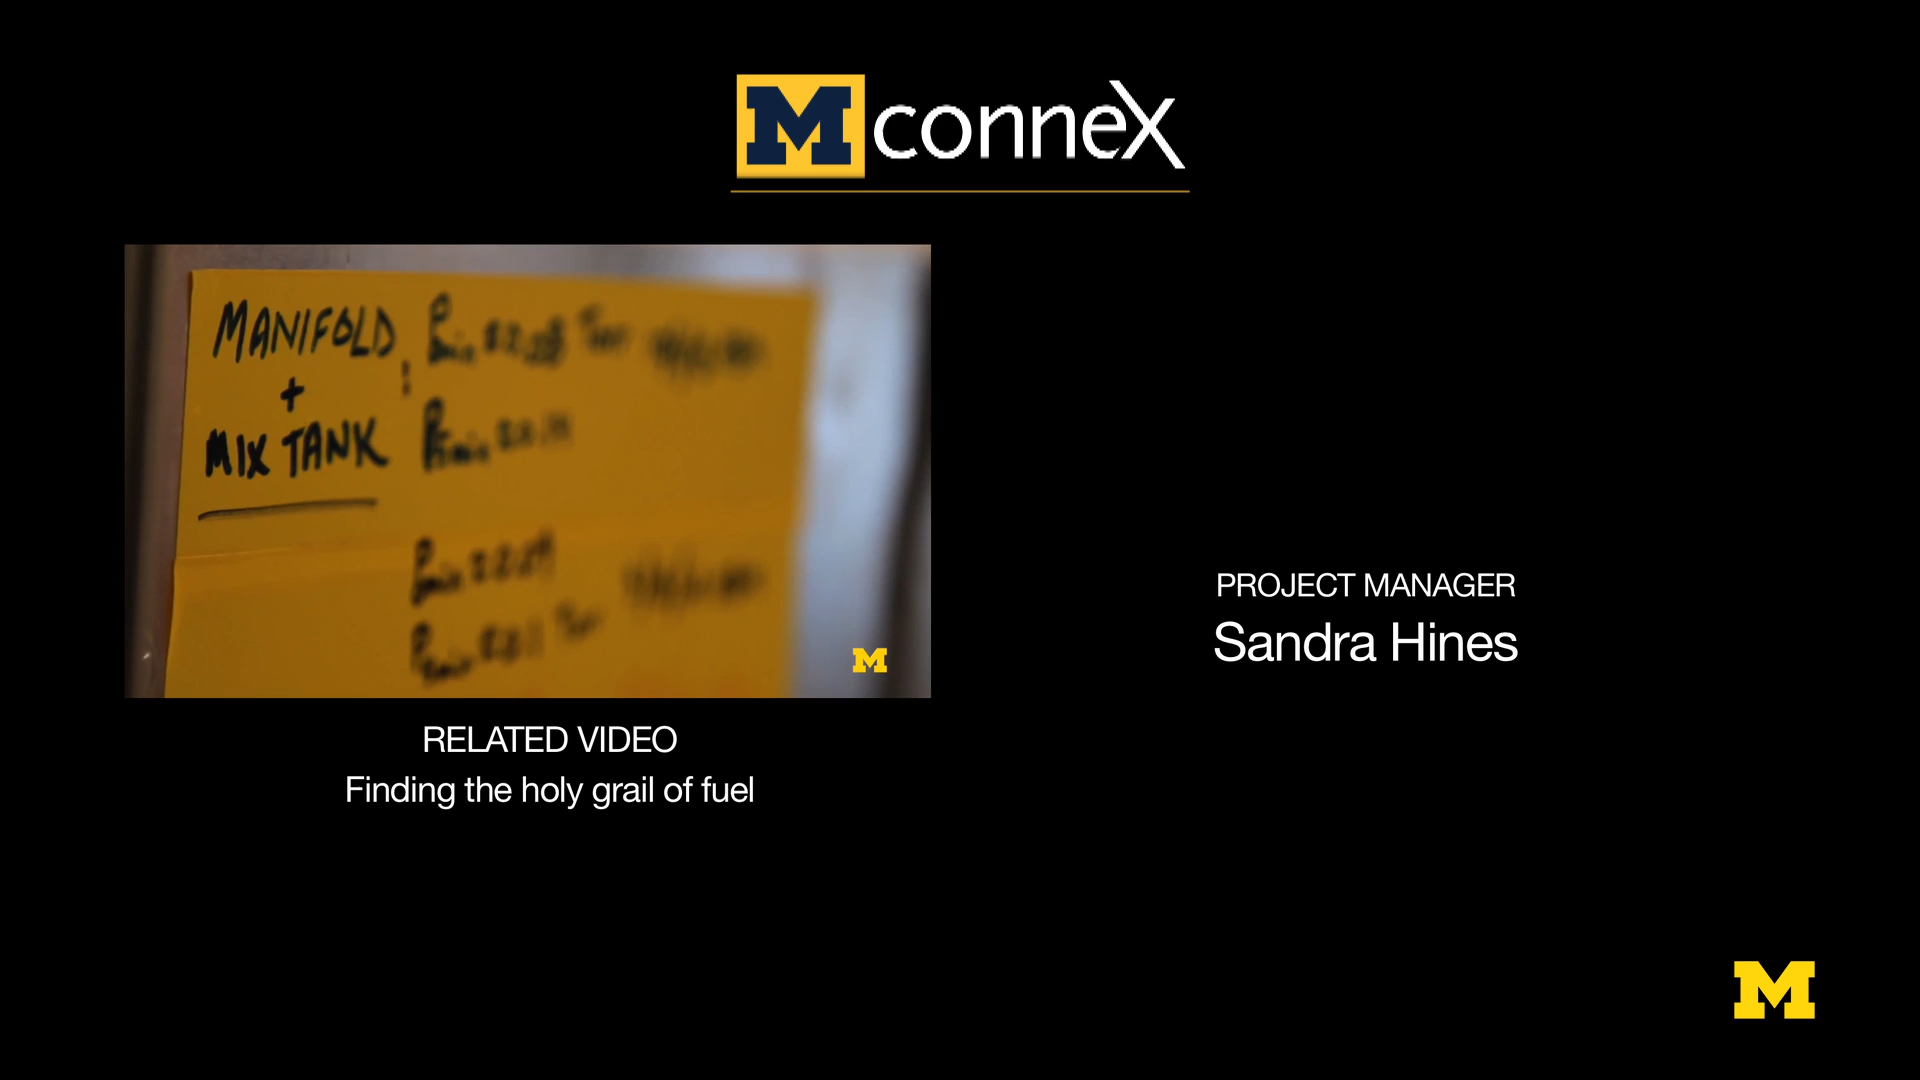 M conneX
MANIFOLD :
+
MIX TANK
M
RELATED VIDEO
Finding the holy grail of fuel
PROJECT MANAGER
Sandra Hines
M